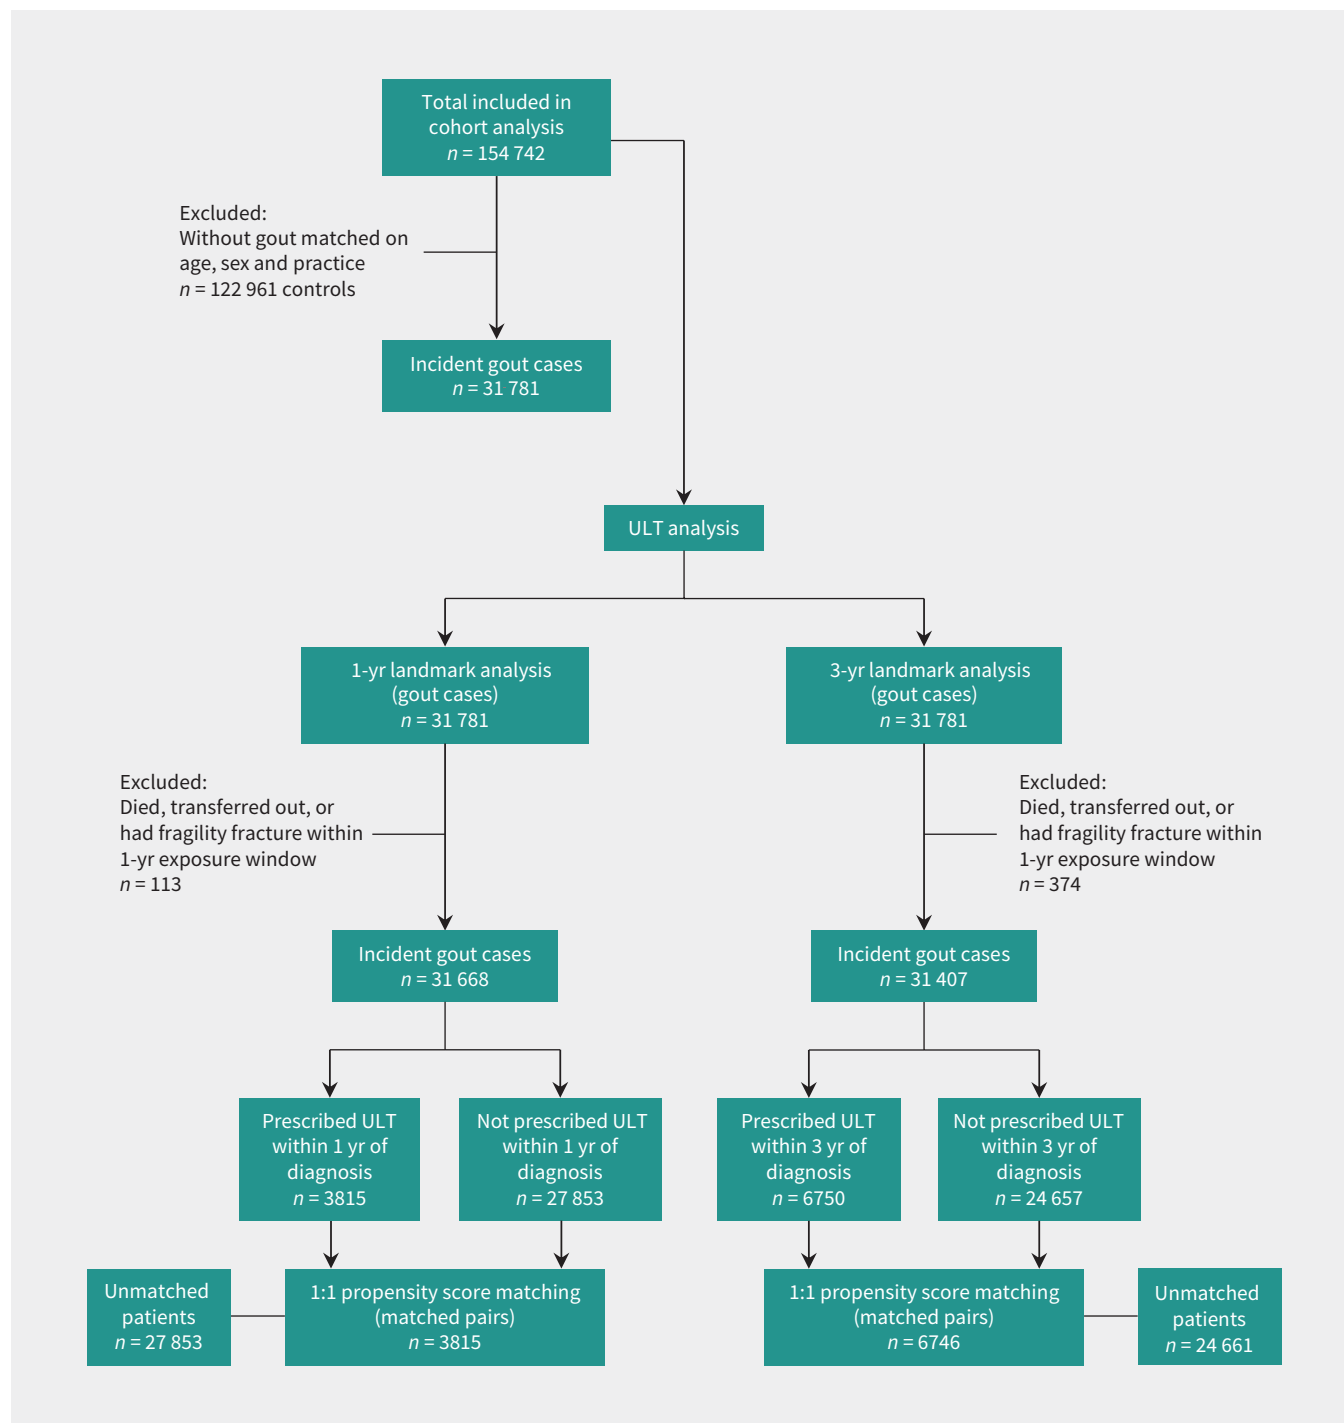 Total included in
cohort analysis
n = 154 742
Excluded:
Without gout matched on
age, sex and practice
n = 122 961 controls
Incident gout cases
n = 31 781
ULT analysis
1-yr landmark analysis
(gout cases)
n = 31 781
3-yr landmark analysis
(gout cases)
n = 31 781
Excluded:
Died, transferred out, or
had fragility fracture within
1-yr exposure window
n = 113
Excluded:
Died, transferred out, or
had fragility fracture within
1-yr exposure window
n = 374
Incident gout cases
n = 31 668
Incident gout cases
n = 31 407
Prescribed ULT
within 1 yr of
diagnosis
n = 3815
Not prescribed ULT
within 1 yr of
diagnosis
n = 27 853
Prescribed ULT
within 3 yr of
diagnosis
n = 6750
Not prescribed ULT
within 3 yr of
diagnosis
n = 24 657
Unmatched
patients
n = 27 853
1:1 propensity score matching
(matched pairs)
n = 3815
1:1 propensity score matching
(matched pairs)
n = 6746
Unmatched
patients
n = 24 661